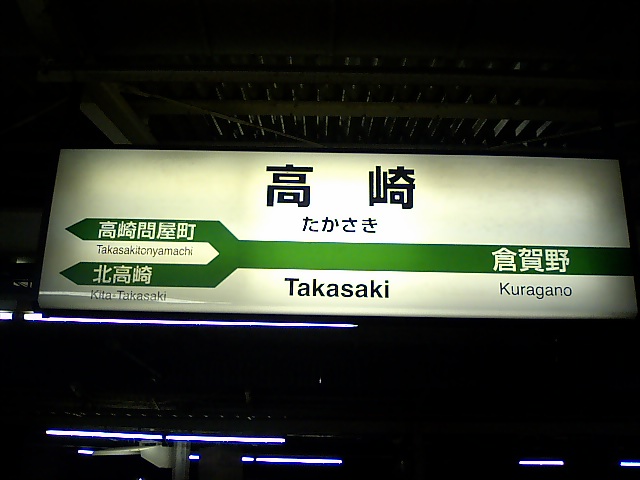 高崎
たかさき
Takasaki
高崎問屋町
Takasakitonyamachi
北高崎
Kita-Takasaki
倉賀野
Kuragano